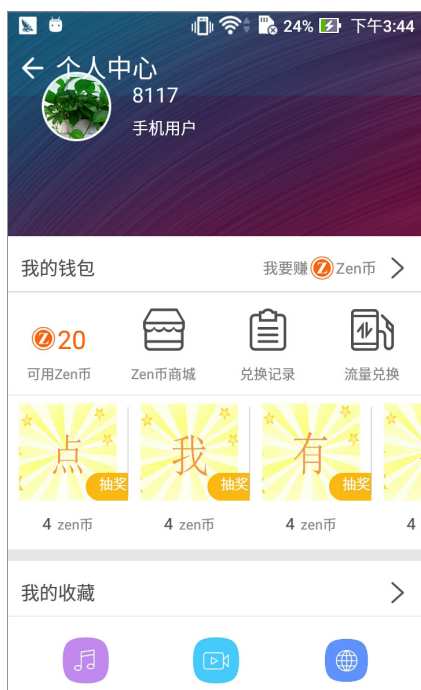 24% 下午3:44
个人中心
8117
手机用户
我的钱包 我要赚 Zen币
20
可用Zen币 Zen币商城 兑换记录 流量兑换
点 我 有
抽奖 抽奖 抽奖
4 zen币 4 zen币 4 zen币 4
我的收藏